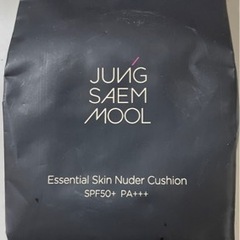 JUNG
SAEM
MOOL
Essential Skin Nuder Cushion
SPF50+ PA+++